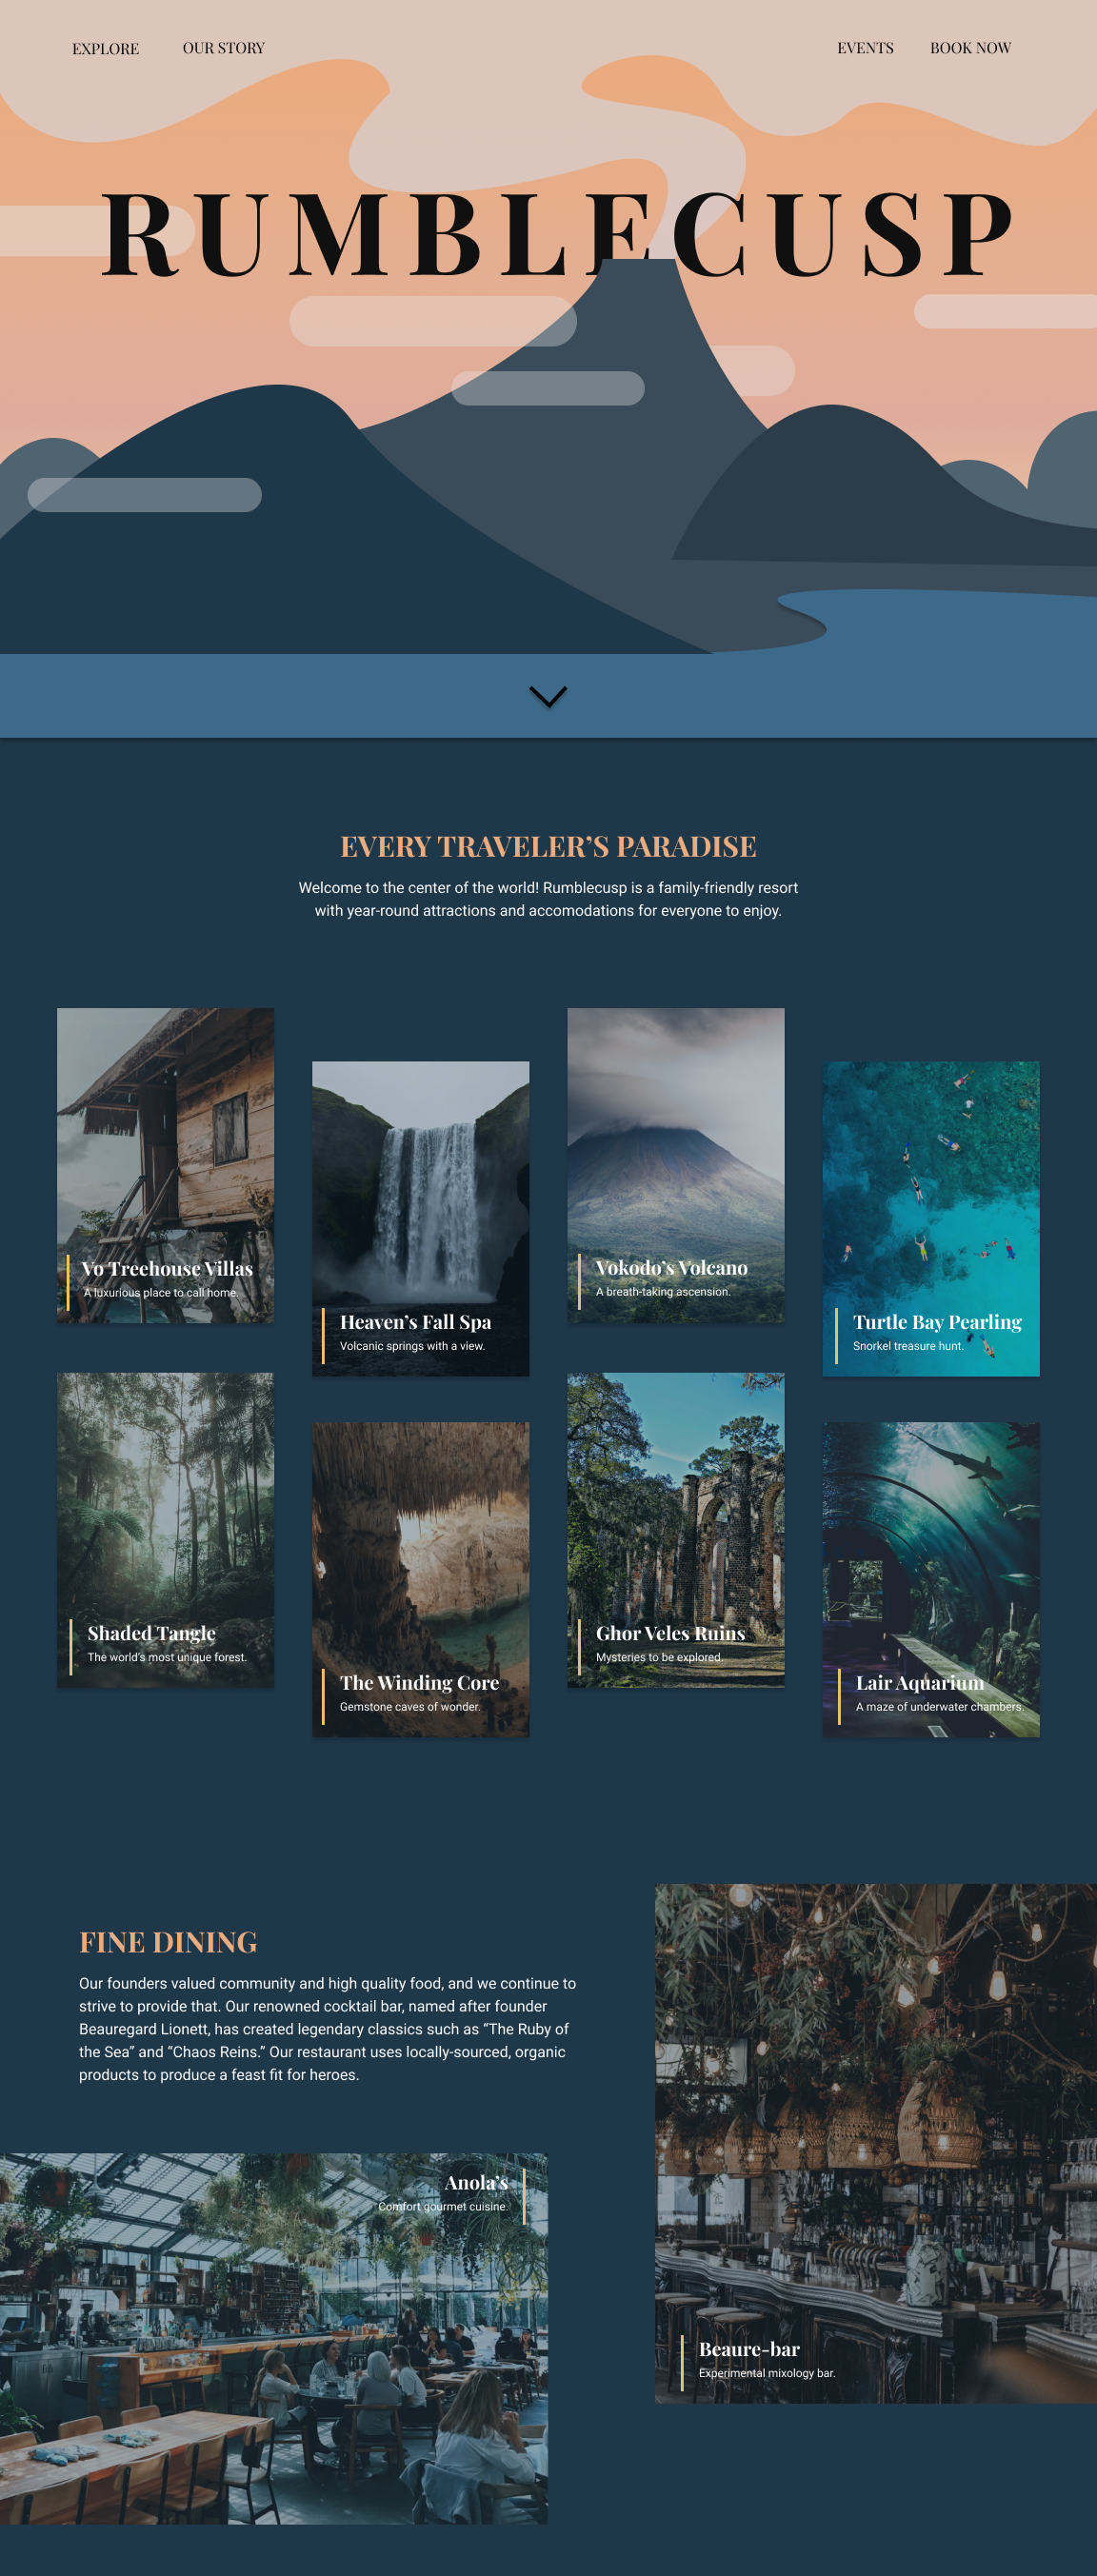 EXPLORE
OUR STORY
EVENTS
BOOK NOW
RUMBLECUSP
EVERY TRAVELER’S PARADISE
Welcome to the center of the world! Rumblecusp is a family-friendly resort
with year-round attractions and accomodations for everyone to enjoy.
Vo Treehouse Villas
A luxurious place to call home.
Heaven’s Fall Spa
Volcanic springs with a view.
Vokodo’s Volcano
A breath-taking ascension.
Turtle Bay Pearling
Snorkel treasure hunt.
Shaded Tangle
The world’s most unique forest.
The Winding Core
Gemstone caves of wonder.
Ghor Veles Ruins
Mysteries to be explored.
Lair Aquarium
A maze of underwater chambers.
FINE DINING
Our founders valued community and high quality food, and we continue to
strive to provide that. Our renowned cocktail bar, named after founder
Beauregard Lionett, has created legendary classics such as “The Ruby of
the Sea” and “Chaos Reins.” Our restaurant uses locally-sourced, organic
products to produce a feast fit for heroes.
Anola’s
Comfort gourmet cuisine.
Beaure-bar
Experimental mixology bar.